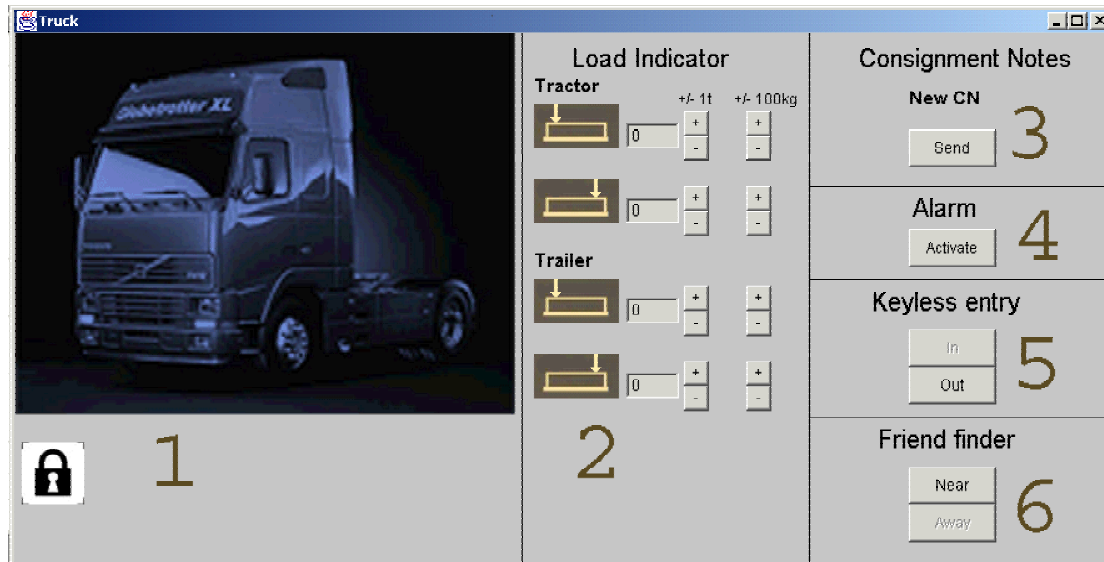 Truck
Globetrotter XL
1
Load Indicator
Tractor
+/- 1t +/- 100kg
0 + +
- -
0 + +
- -
Trailer
0 + +
- -
0 + +
- -
2
Consignment Notes
New CN
Send
3
Alarm
Activate
4
Keyless entry
In
Out
5
Friend finder
Near
Away
6